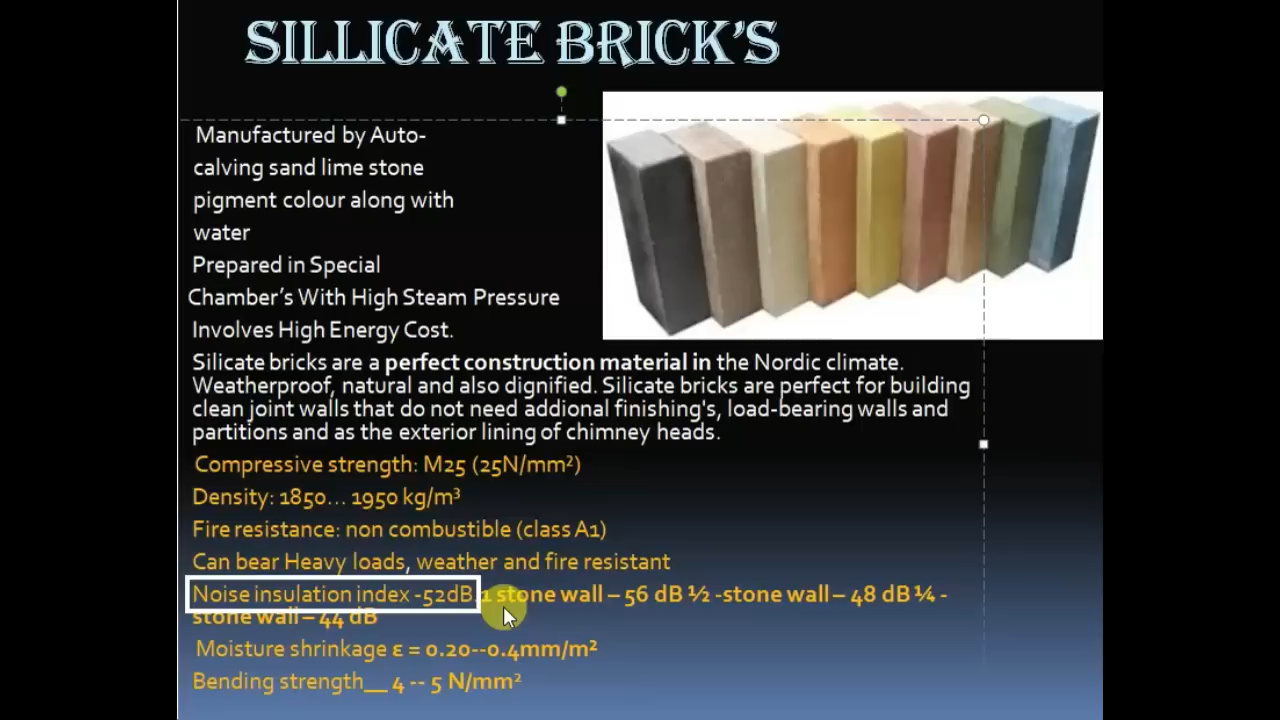 SILLICATE BRICK'S
Manufactured by Auto-
calving sand lime stone
pigment colour along with
water
Prepared in Special
Chamber's With High Steam Pressure
Involves High Energy Cost.
Silicate bricks are a perfect construction material in the Nordic climate.
Weatherproof, natural and also dignified. Silicate bricks are perfect for building
clean joint walls that do not need addional finishing's, load-bearing walls and
partitions and as the exterior lining of chimney heads.
Compressive strength: M25 (25N/mm²)
Density: 1850... 1950 kg/m³
Fire resistance: non combustible (class A1)
Can bear Heavy loads, weather and fire resistant
Noise insulation index -52dB 1 stone wall – 56 dB ½ -stone wall – 48 dB ¼ -
stone wall – 44 dB
Moisture shrinkage ε = 0.20--0.4mm/m²
Bending strength__ 4 -- 5 N/mm²